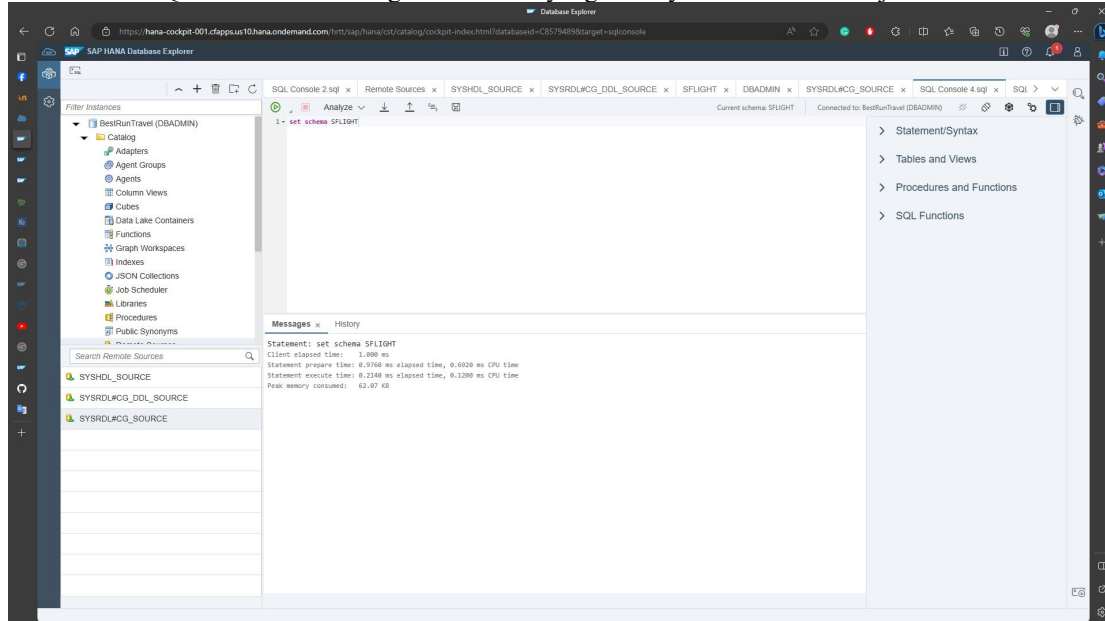 Database Explorer
https://hana-cockpit-001.cfapps.us10.hana.ondemand.com/hrtt/sap/hana/cst/catalog/cockpit-index.html?databaseid=C8579489&target=sqlconsole
SAP SAP HANA Database Explorer
SQL Console 2.sql x Remote Sources x SYSHDL_SOURCE x SYSRDL#CG_DDL_SOURCE x SFLIGHT x DBADMIN x SYSRDL#CG_SOURCE x SQL Console 4.sql x SQL
Filter Instances
Analyze
Current schema: SFLIGHT Connected to: BestRunTravel (DBADMIN)
1 set schema SFLIGHT
BestRunTravel (DBADMIN)
Catalog
Adapters
Agent Groups
Agents
Column Views
Cubes
Data Lake Containers
Functions
Graph Workspaces
Indexes
JSON Collections
Job Scheduler
Libraries
Procedures
Public Synonyms
Remote Sources
Search Remote Sources
SYSHDL_SOURCE
SYSRDL#CG_DDL_SOURCE
SYSRDL#CG_SOURCE
Statement/Syntax
Tables and Views
Procedures and Functions
SQL Functions
Messages x History
Statement: set schema SFLIGHT
Client elapsed time: 1.000 ms
Statement prepare time: 0.9760 ms elapsed time, 0.6920 ms CPU time
Statement execute time: 0.2140 ms elapsed time, 0.1200 ms CPU time
Peak memory consumed: 62.07 KB